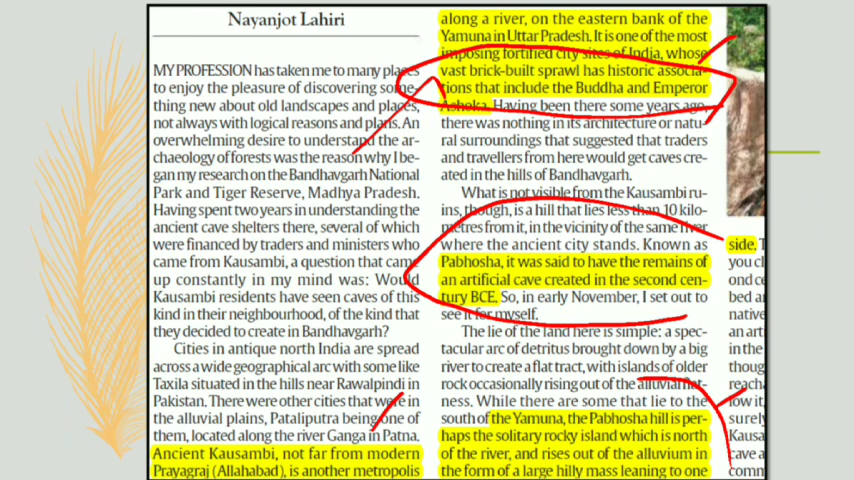 Nayanjot Lahiri
MY PROFESSION has taken me to many places
to enjoy the pleasure of discovering some-
thing new about old landscapes and places,
not always with logical reasons and plans. An
overwhelming desire to understand the ar-
chaeology of forests was the reason why I be-
gan my research on the Bandhavgarh National
Park and Tiger Reserve, Madhya Pradesh.
Having spent two years in understanding the
ancient cave shelters there, several of which
were financed by traders and ministers who
came from Kausambi, a question that came
up constantly in my mind was: Would
Kausambi residents have seen caves of this
kind in their neighbourhood, of the kind that
they decided to create in Bandhavgarh?
Cities in antique north India are spread
across a wide geographical arc with some like
Taxila situated in the hills near Rawalpindi in
Pakistan. There were other cities that were in
the alluvial plains, Pataliputra being one of
them, located along the river Ganga in Patna.
Ancient Kausambi, not far from modern
Prayagraj (Allahabad), is another metropolis
along a river, on the eastern bank of the
Yamuna in Uttar Pradesh. It is one of the most
imposing fortified city sites of India, whose
vast brick-built sprawl has historic associa-
tions that include the Buddha and Emperor
Ashoka. Having been there some years ago,
there was nothing in its architecture or natu-
ral surroundings that suggested that traders
and travellers from here would get caves cre-
ated in the hills of Bandhavgarh.
What is not visible from the Kausambi ru-
ins, though, is a hill that lies less than 10 kilo-
metres from it, in the vicinity of the same river
where the ancient city stands. Known as
Pabhosha, it was said to have the remains of
an artificial cave created in the second cen-
tury BCE. So, in early November, I set out to
see it for myself.
The lie of the land here is simple: a spec-
tacular arc of detritus brought down by a big
river to create a flat tract, with islands of older
rock occasionally rising out of the alluvial flat-
ness. While there are some that lie to the
south of the Yamuna, the Pabhosha hill is per-
haps the solitary rocky island which is north
of the river, and rises out of the alluvium in
the form of a large hilly mass leaning to one
side.
you cl
once
bed a
native
an art
in the
thoug
reach
low it,
surely
Kausa
cave a
comm